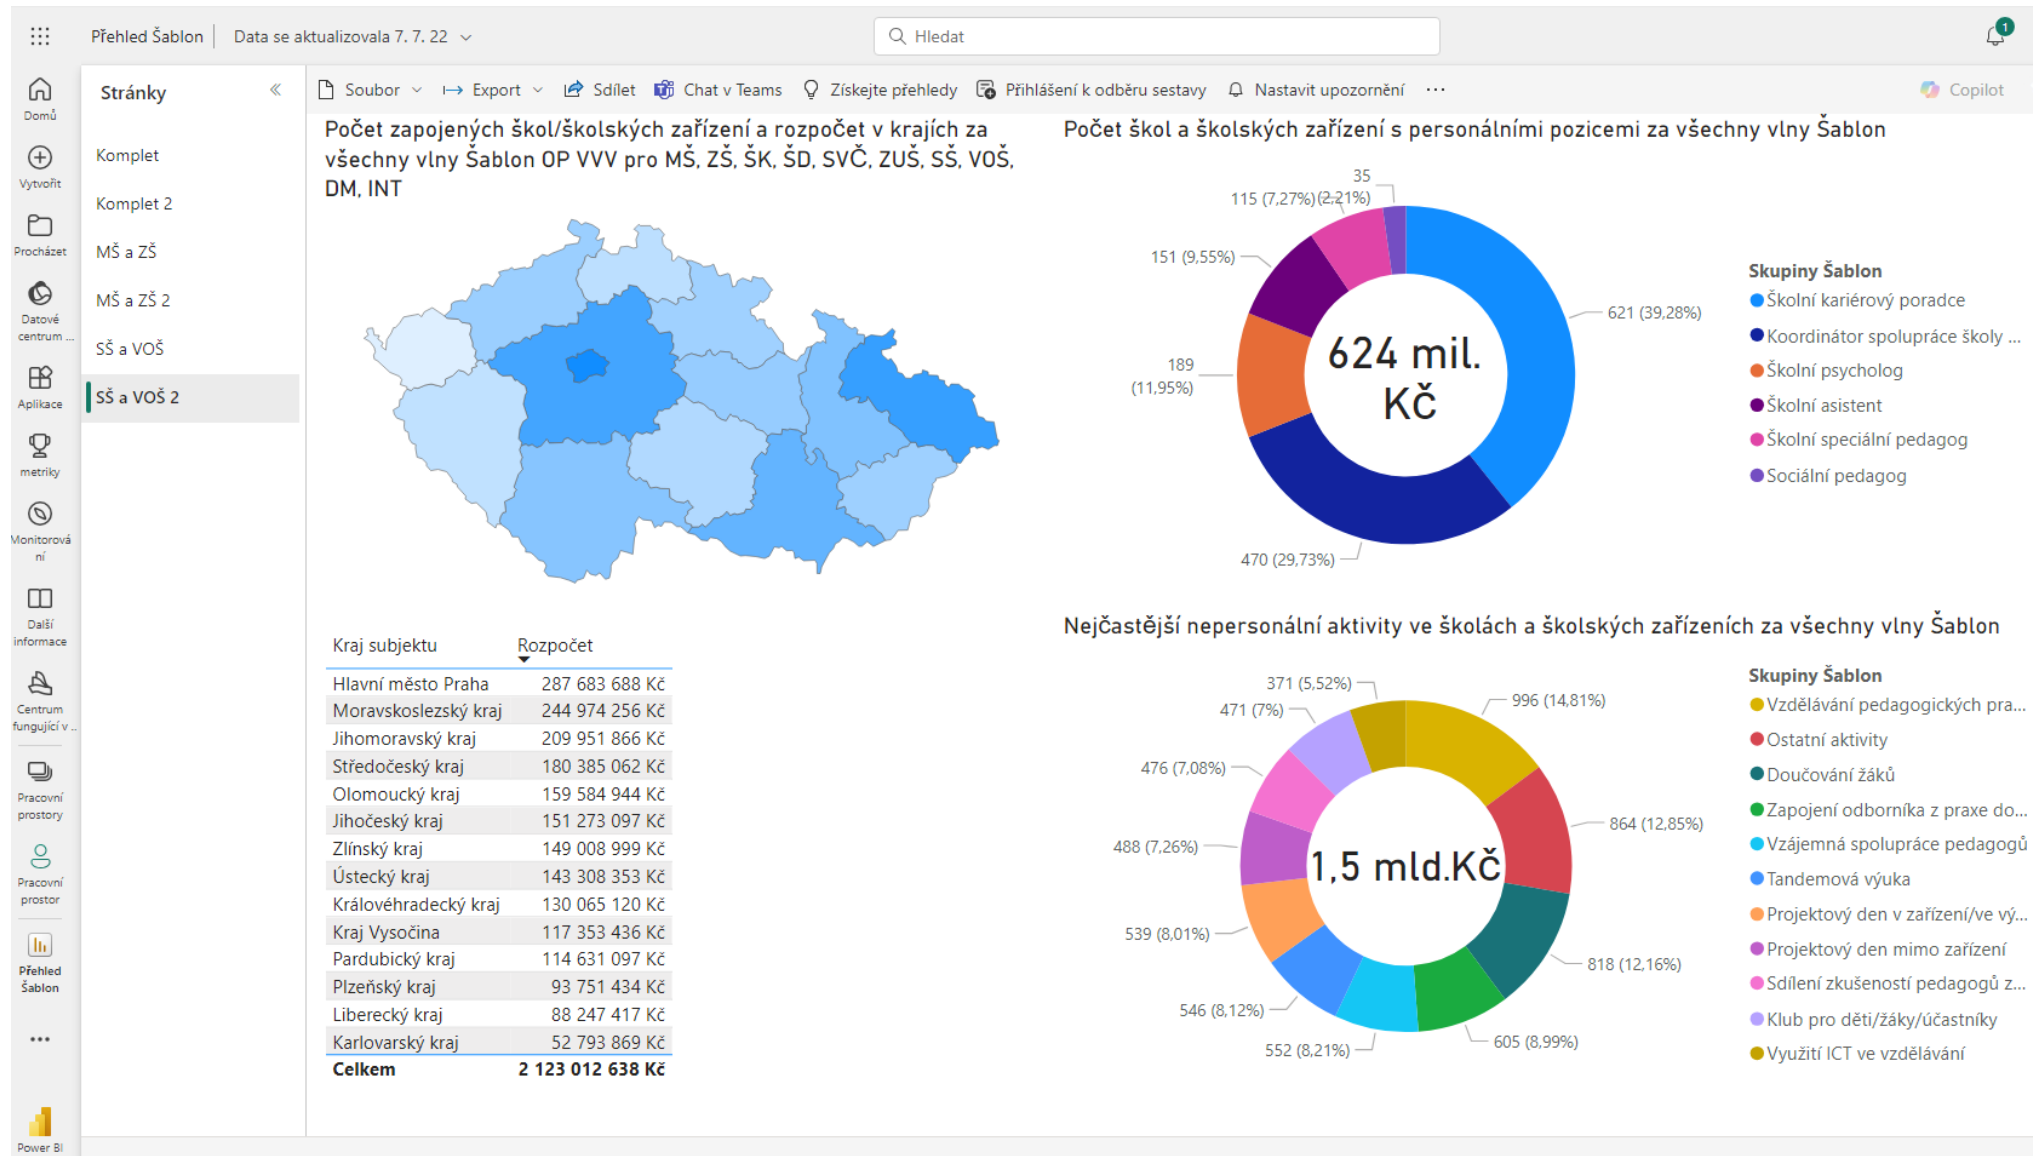 Přehled Šablon
Data se aktualizovala 7. 7. 22
Hledat
1
Domů
Vytvořit
Procházet
Datové
centrum ...
Aplikace
metriky
Monitorová
ní
Další
informace
Centrum
fungující v ..
Pracovní
prostory
Pracovní
prostor
Přehled
Šablon
Power BI
Stránky
Komplet
Komplet 2
MŠ a ZŠ
MŠ a ZŠ 2
SŠ a VOŠ
SŠ a VOŠ 2
Soubor
Export
Sdílet
Chat v Teams
Získejte přehledy
Přihlášení k odběru sestavy
Nastavit upozornění
...
Copilot
Počet zapojených škol/školských zařízení a rozpočet v krajích za
všechny vlny Šablon OP VVV pro MŠ, ZŠ, ŠK, ŠD, SVČ, ZUŠ, SŠ, VOŠ,
DM, INT
Kraj subjektu Rozpočet
Hlavní město Praha 287 683 688 Kč
Moravskoslezský kraj 244 974 256 Kč
Jihomoravský kraj 209 951 866 Kč
Středočeský kraj 180 385 062 Kč
Olomoucký kraj 159 584 944 Kč
Jihočeský kraj 151 273 097 Kč
Zlínský kraj 149 008 999 Kč
Ústecký kraj 143 308 353 Kč
Královéhradecký kraj 130 065 120 Kč
Kraj Vysočina 117 353 436 Kč
Pardubický kraj 114 631 097 Kč
Plzeňský kraj 93 751 434 Kč
Liberecký kraj 88 247 417 Kč
Karlovarský kraj 52 793 869 Kč
Celkem 2 123 012 638 Kč
Počet škol a školských zařízení s personálními pozicemi za všechny vlny Šablon
35
(2,21%)
115 (7,27%)
151 (9,55%)
189
(11,95%)
470 (29,73%)
621 (39,28%)
624 mil.
Kč
Skupiny Šablon
Školní kariérový poradce
Koordinátor spolupráce školy ...
Školní psycholog
Školní asistent
Školní speciální pedagog
Sociální pedagog
Nejčastější nepersonální aktivity ve školách a školských zařízeních za všechny vlny Šablon
371 (5,52%)
471 (7%)
476 (7,08%)
488 (7,26%)
539 (8,01%)
546 (8,12%)
552 (8,21%)
605 (8,99%)
818 (12,16%)
864 (12,85%)
996 (14,81%)
1,5 mld.Kč
Skupiny Šablon
Vzdělávání pedagogických pra...
Ostatní aktivity
Doučování žáků
Zapojení odborníka z praxe do...
Vzájemná spolupráce pedagogů
Tandemová výuka
Projektový den v zařízení/ve vý...
Projektový den mimo zařízení
Sdílení zkušeností pedagogů z...
Klub pro děti/žáky/účastníky
Využití ICT ve vzdělávání